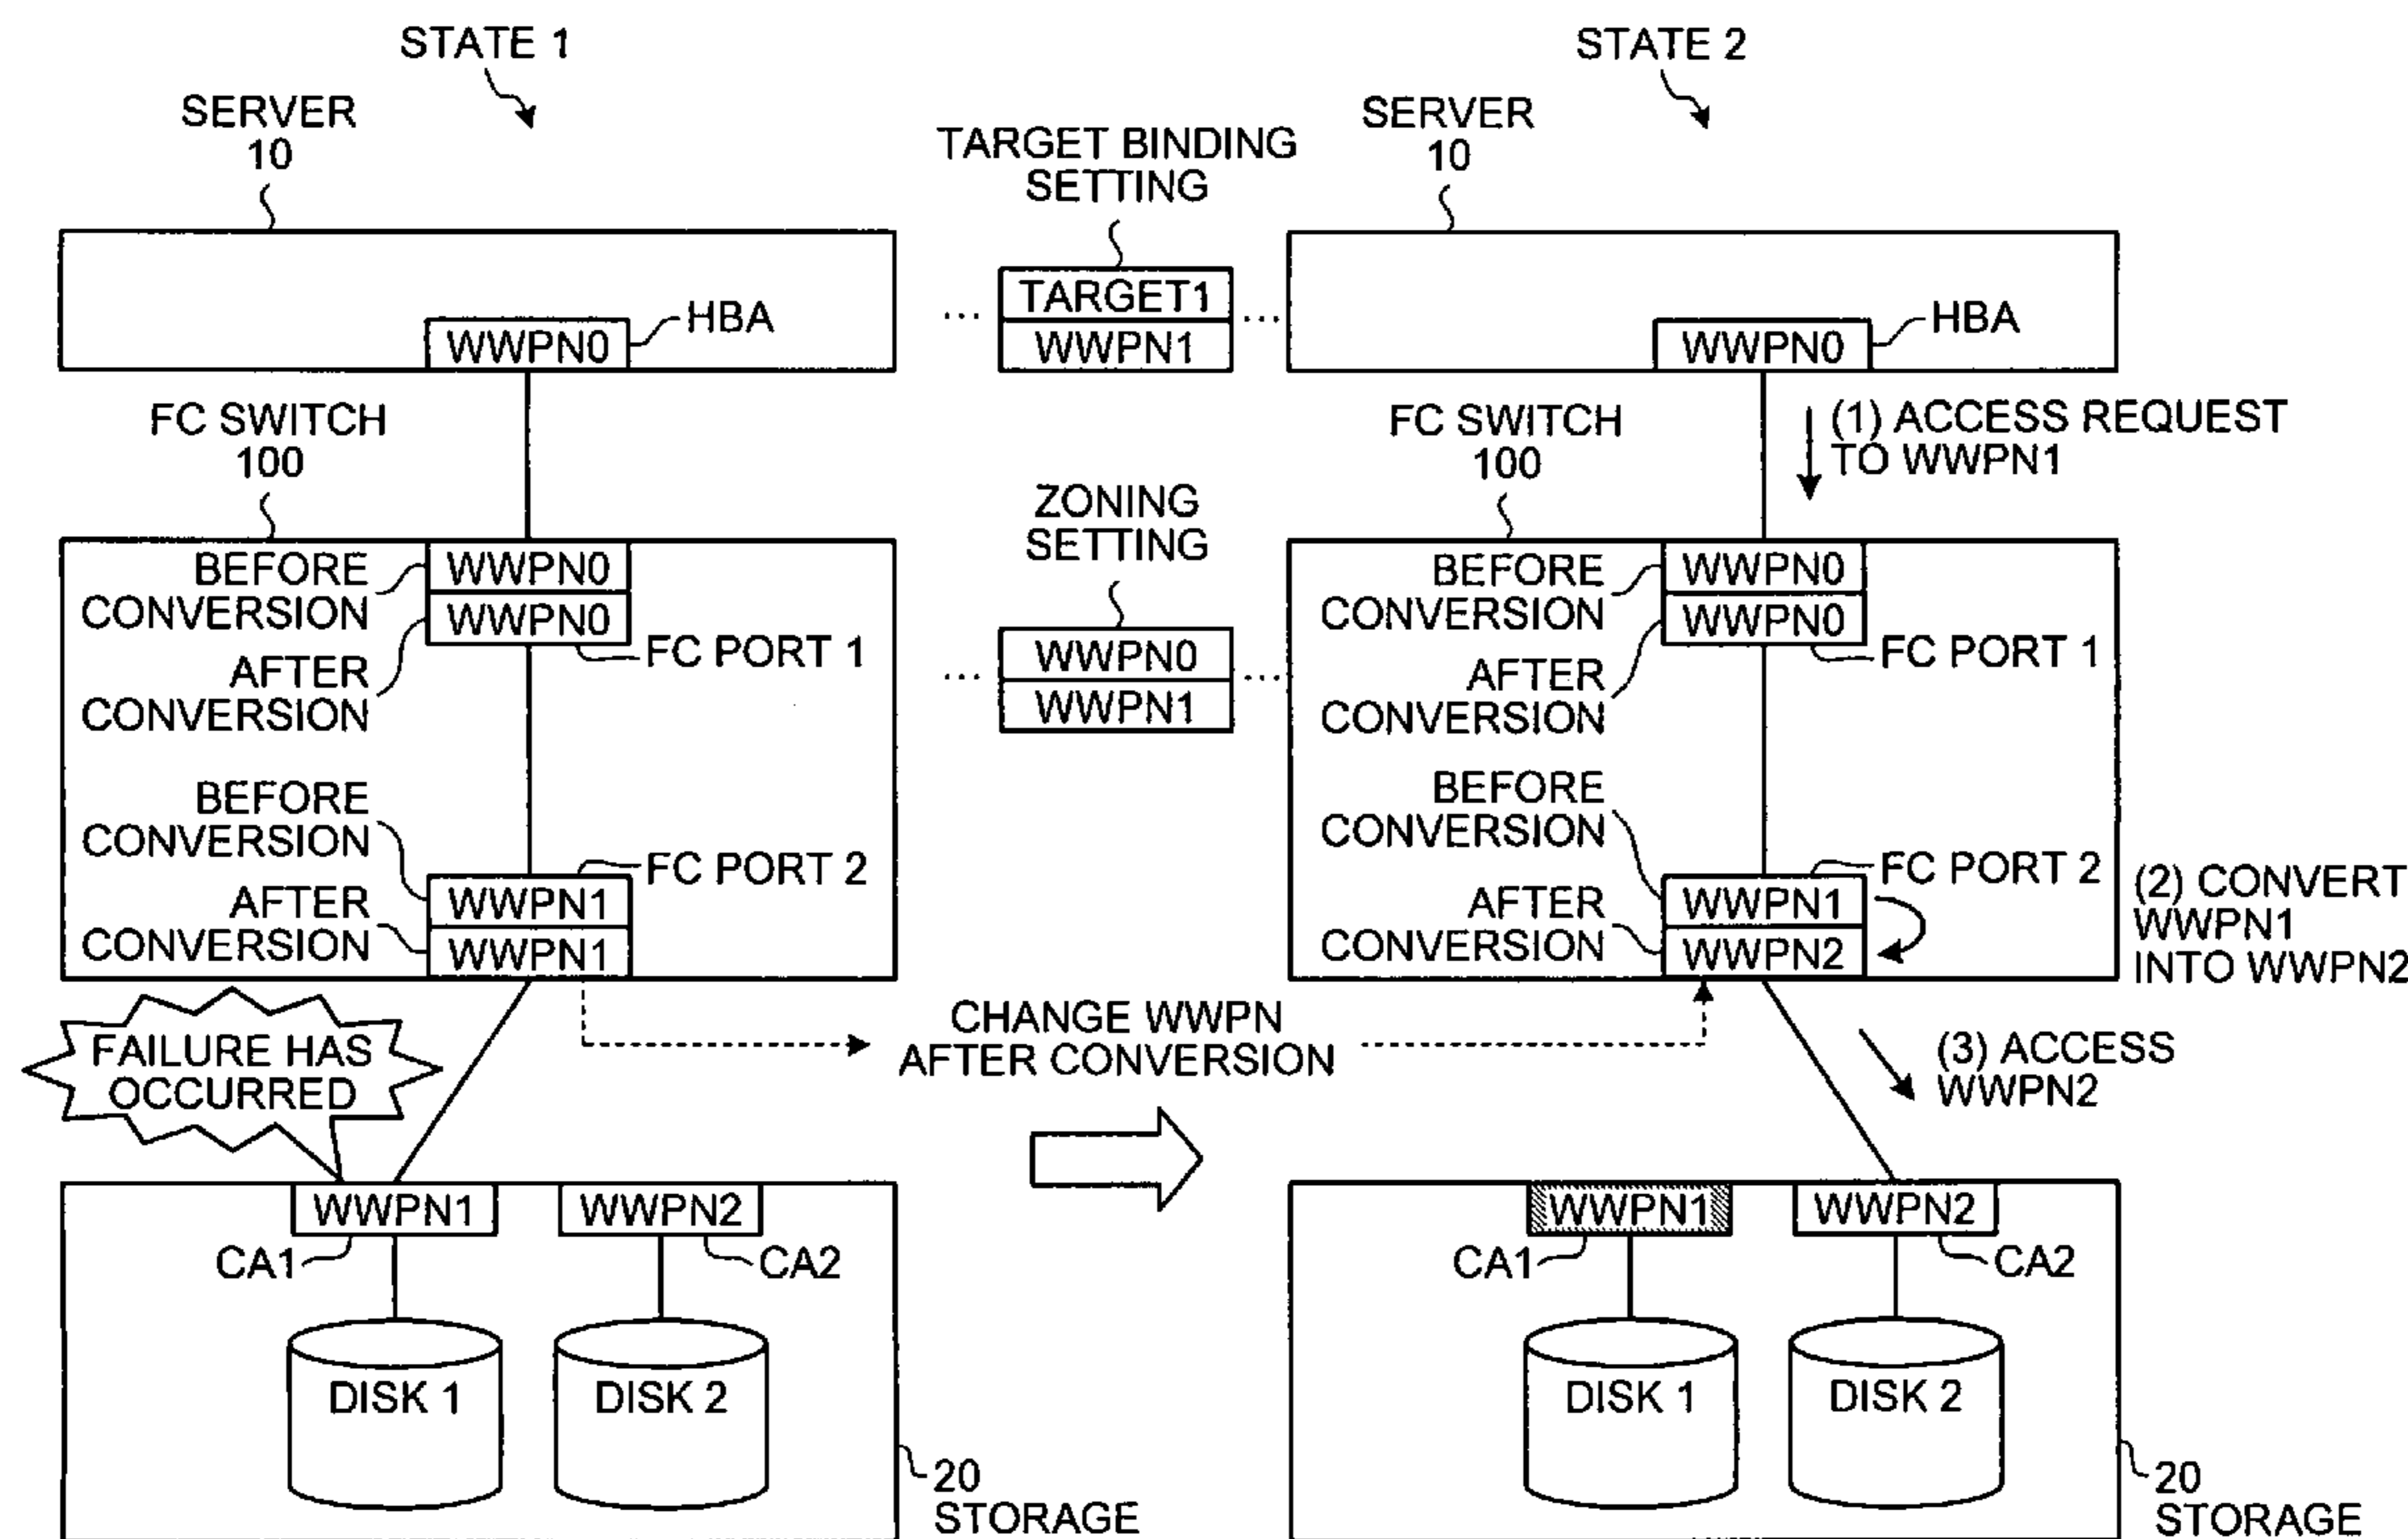 STATE 1
SERVER
10
WWPN0
HBA
FC SWITCH
100
BEFORE
CONVERSION
WWPN0
WWPN0
AFTER
CONVERSION
FC PORT 1
BEFORE
CONVERSION
FC PORT 2
AFTER
CONVERSION
WWPN1
WWPN1
FAILURE HAS
OCCURRED
WWPN1
WWPN2
CA1
CA2
DISK 1
DISK 2
20
STORAGE
TARGET BINDING
SETTING
...
TARGET1
WWPN1
...
ZONING
SETTING
...
WWPN0
WWPN1
...
CHANGE WWPN
AFTER CONVERSION
STATE 2
SERVER
10
WWPN0
HBA
(1) ACCESS REQUEST
TO WWPN1
FC SWITCH
100
BEFORE
CONVERSION
WWPN0
WWPN0
AFTER
CONVERSION
FC PORT 1
BEFORE
CONVERSION
FC PORT 2
AFTER
CONVERSION
WWPN1
WWPN2
(2) CONVERT
WWPN1
INTO WWPN2
(3) ACCESS
WWPN2
WWPN1
WWPN2
CA1
CA2
DISK 1
DISK 2
20
STORAGE